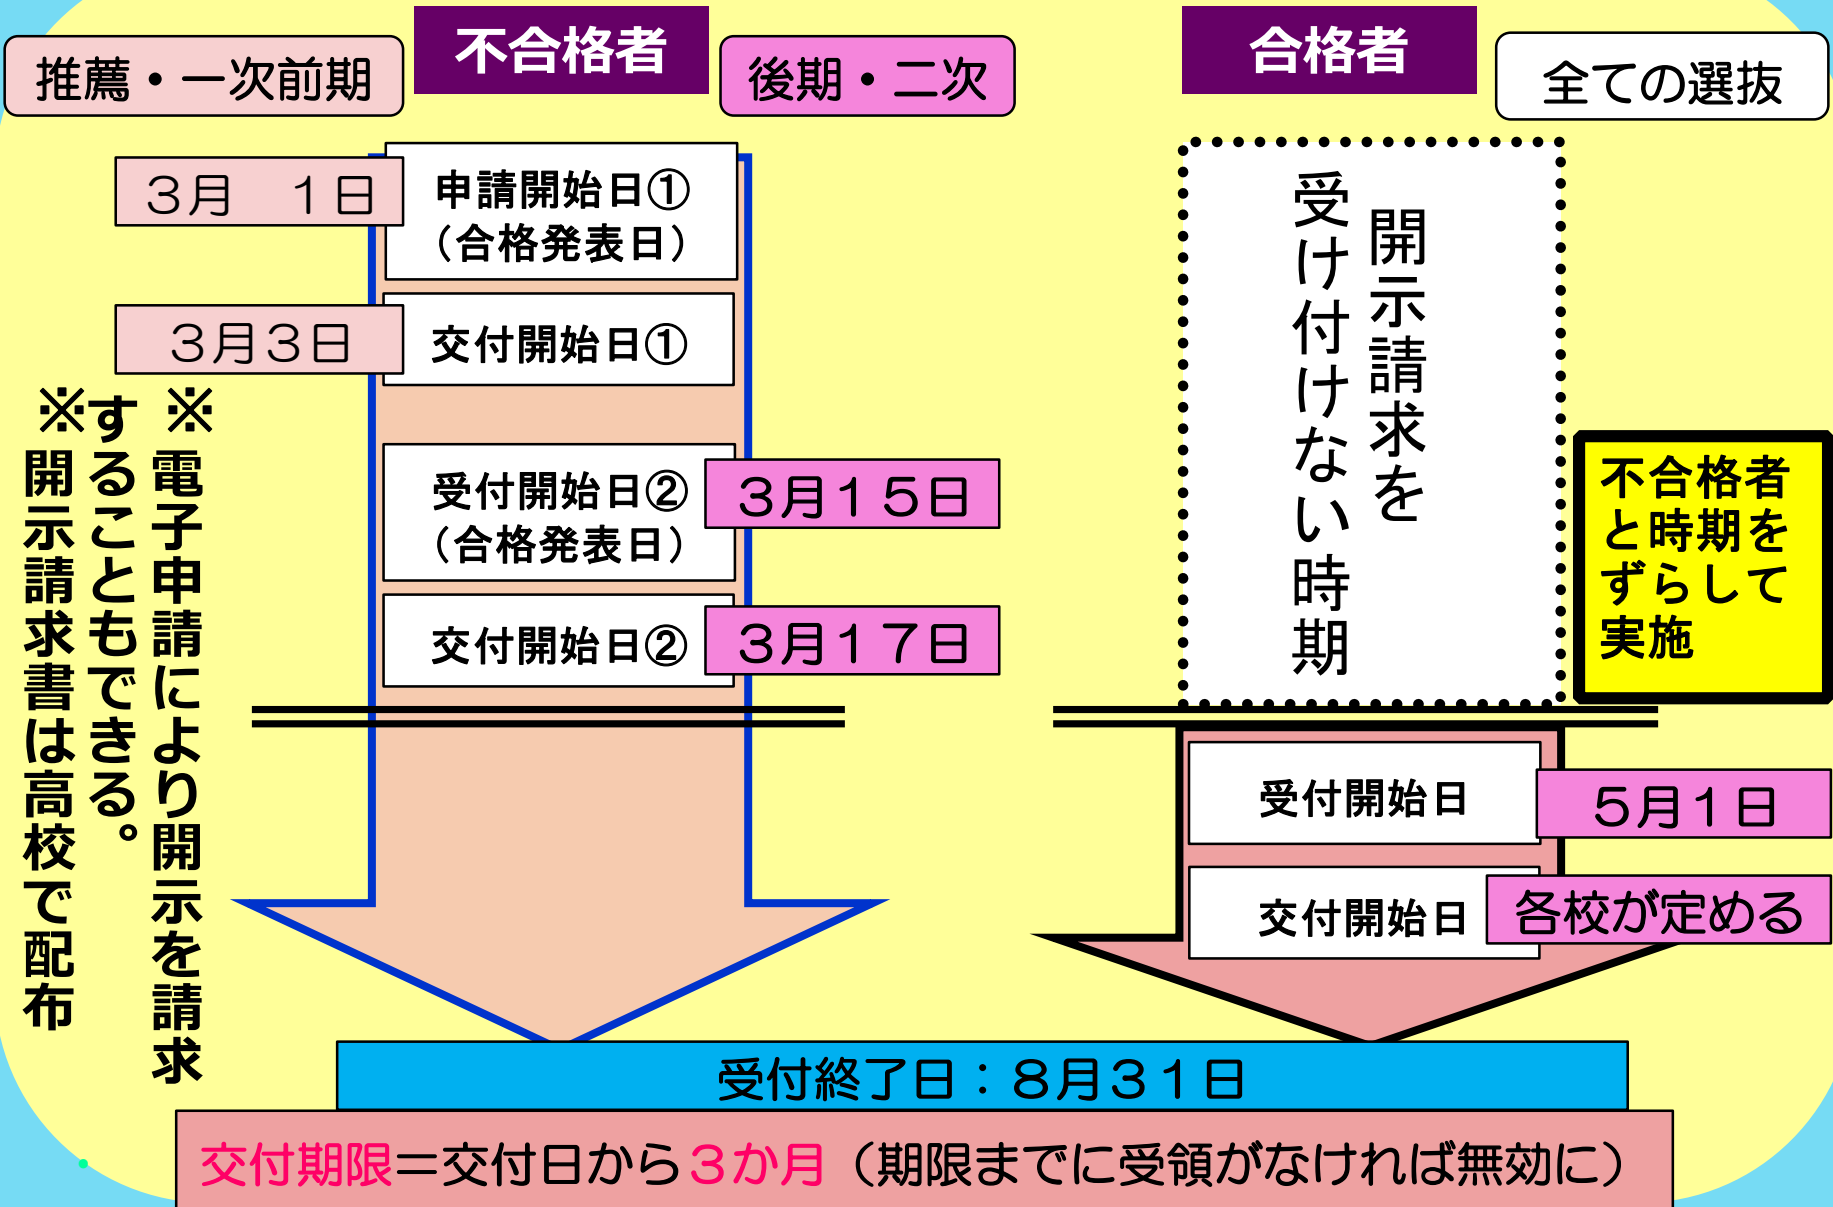 不合格者
合格者
推薦・一次前期
後期・二次
全ての選抜
３月　１日
申請開始日①
（合格発表日）
３月３日
交付開始日①
受付開始日②
（合格発表日）
３月１５日
交付開始日②
３月１７日
※電子申請により開示を請求
することもできる。
※開示請求書は高校で配布
開示請求を
受け付けない時期
不合格者
と時期を
ずらして
実施
受付開始日
５月１日
交付開始日
各校が定める
受付終了日：８月３１日
交付期限＝交付日から３か月（期限までに受領がなければ無効に）